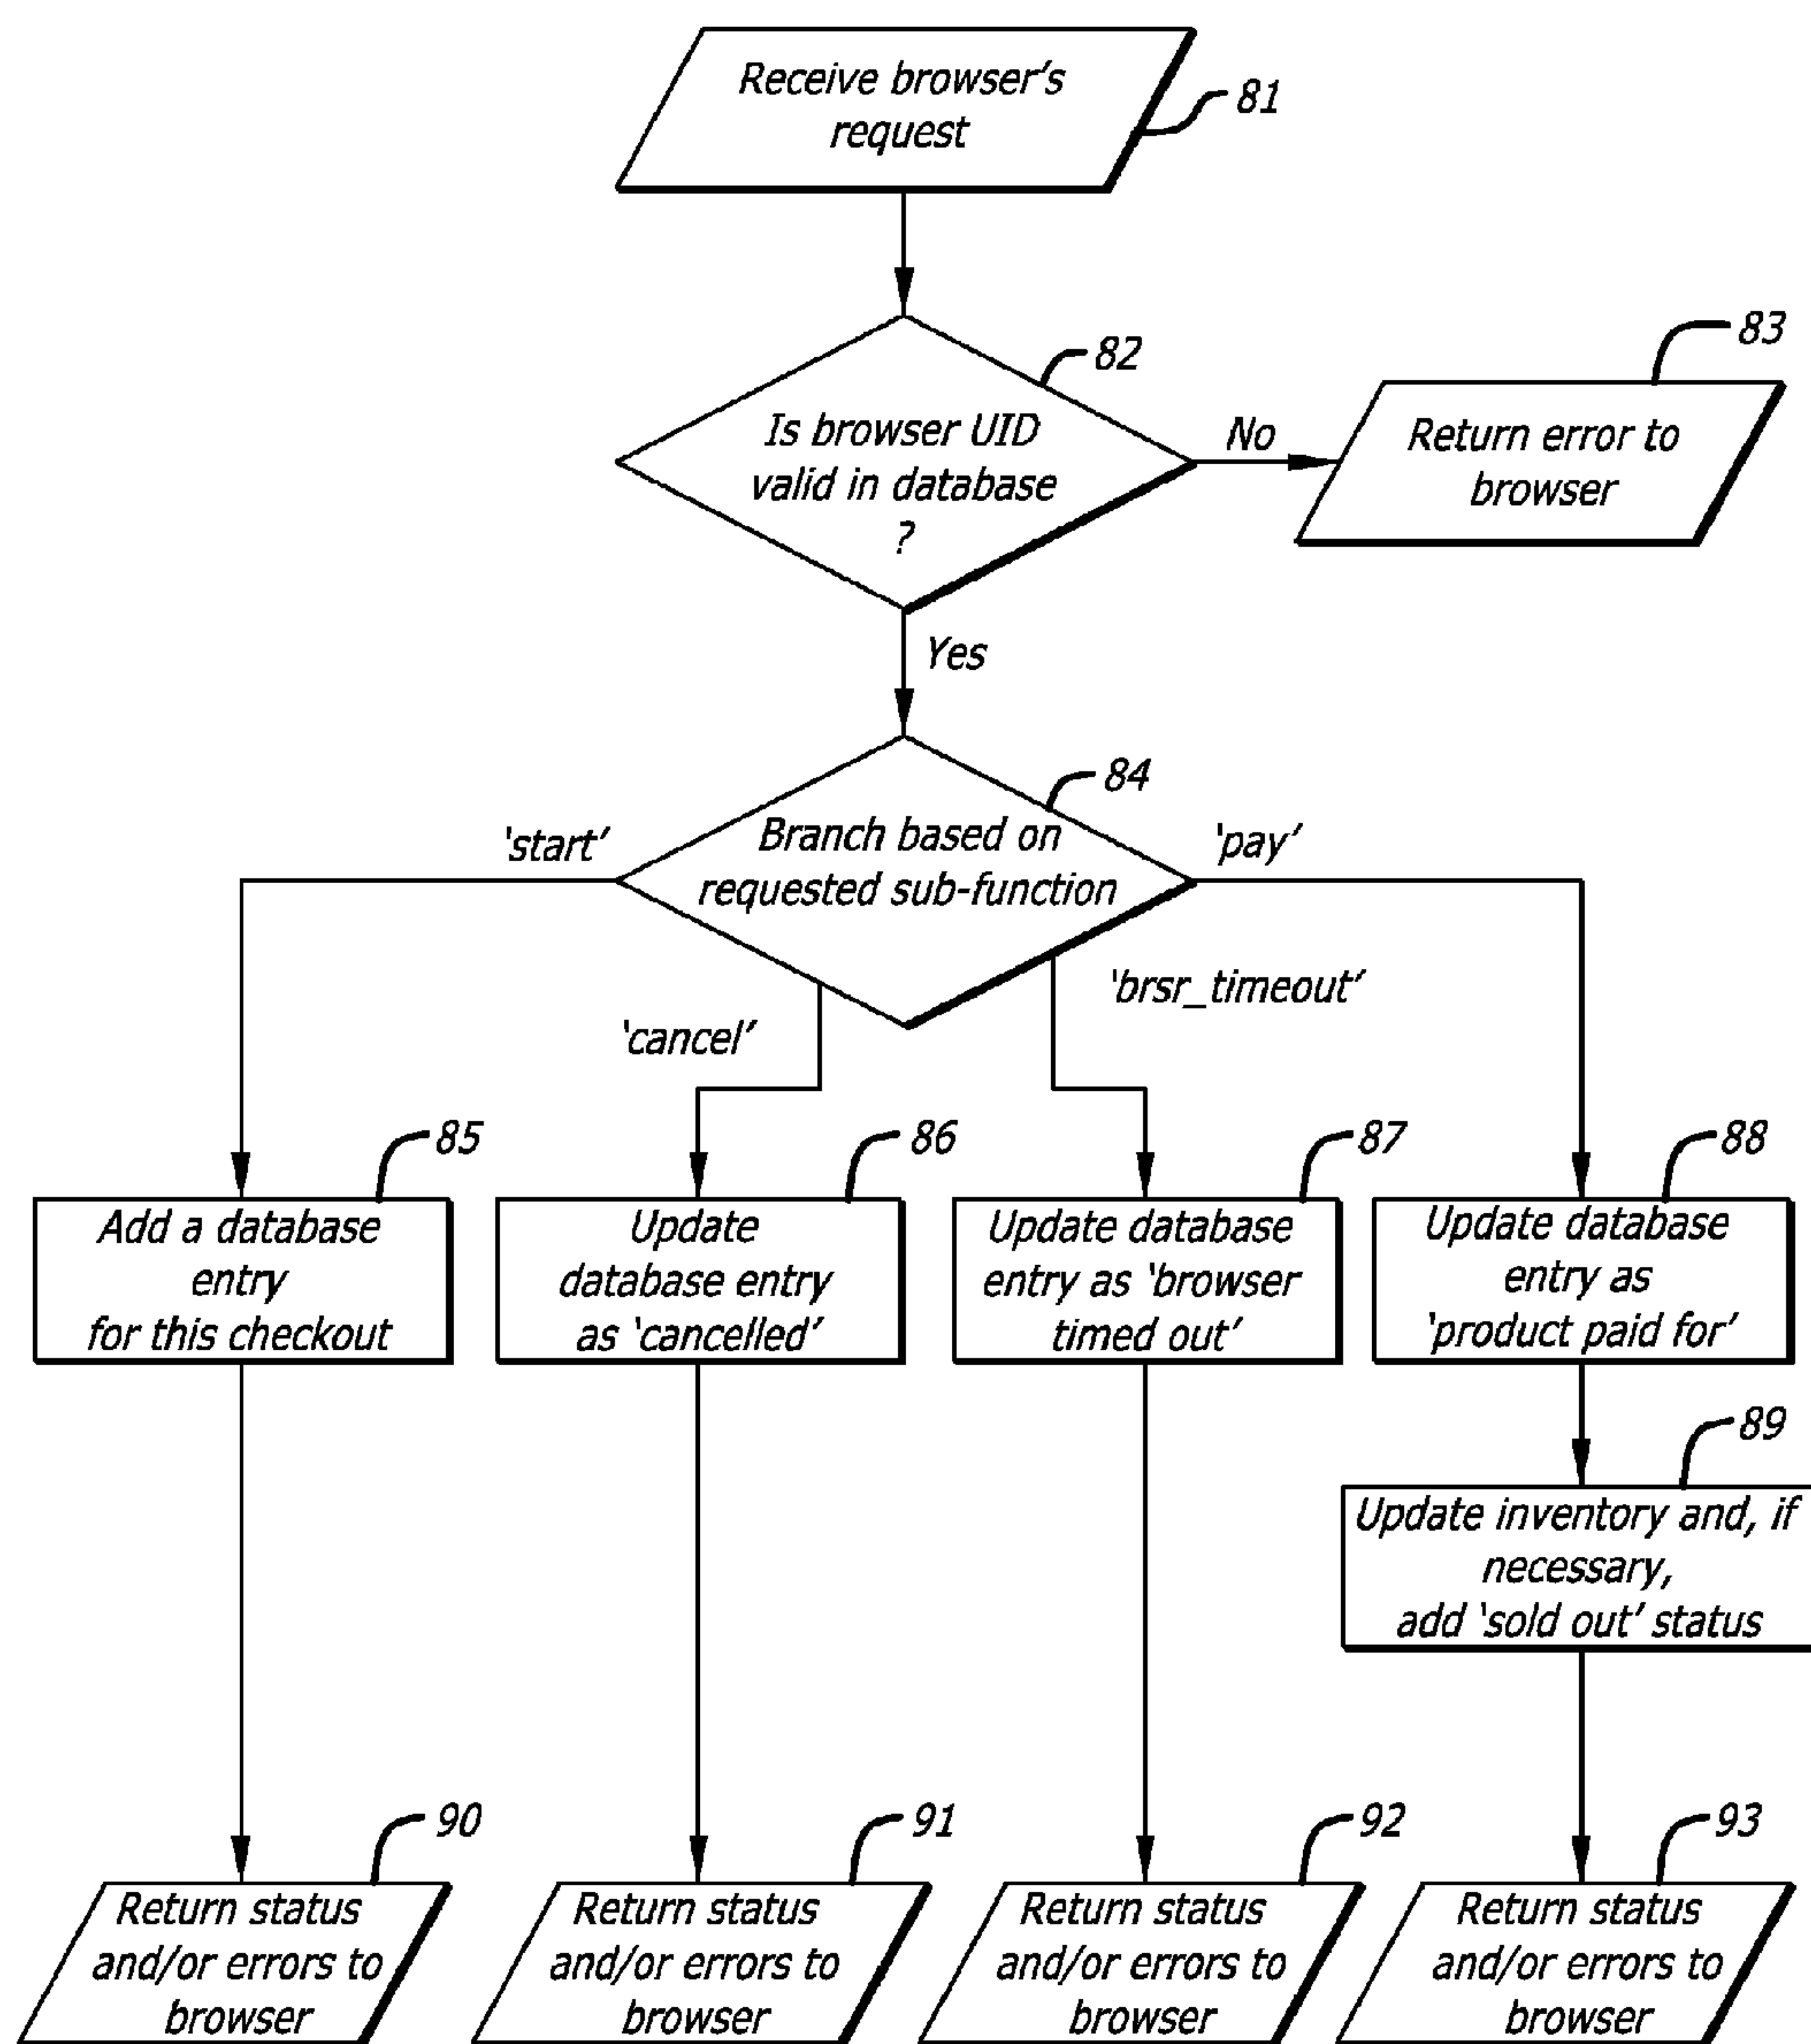 Receive browser's
request
81
82
Is browser UID
valid in database
?
No
83
Return error to
browser
Yes
84
Branch based on
requested sub-function
‘start’
‘pay’
‘cancel’
‘brsr_timeout’
85
Add a database
entry
for this checkout
86
Update
database entry
as ‘cancelled’
87
Update database
entry as ‘browser
timed out’
88
Update database
entry as
‘product paid for’
89
Update inventory and, if
necessary,
add ‘sold out’ status
90
Return status
and/or errors to
browser
91
Return status
and/or errors to
browser
92
Return status
and/or errors to
browser
93
Return status
and/or errors to
browser